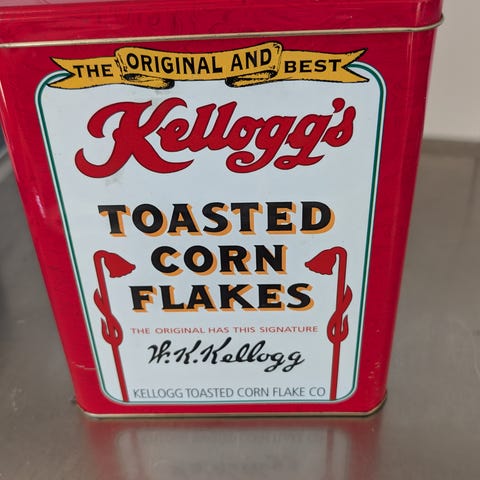 THE ORIGINAL AND BEST
Kellogg's
TOASTED
CORN
FLAKES
THE ORIGINAL HAS THIS SIGNATURE
W.K.Kellogg
KELLOGG TOASTED CORN FLAKE CO